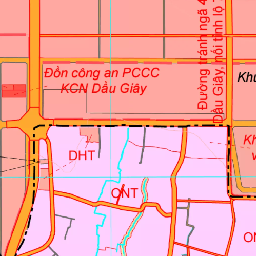 Đồn công an PCCC
KCN Dầu Giây
Đường tránh ngã 4
Dầu Giây, nối tỉnh lộ
Khu
Kh
v
DHT
ONT
ON